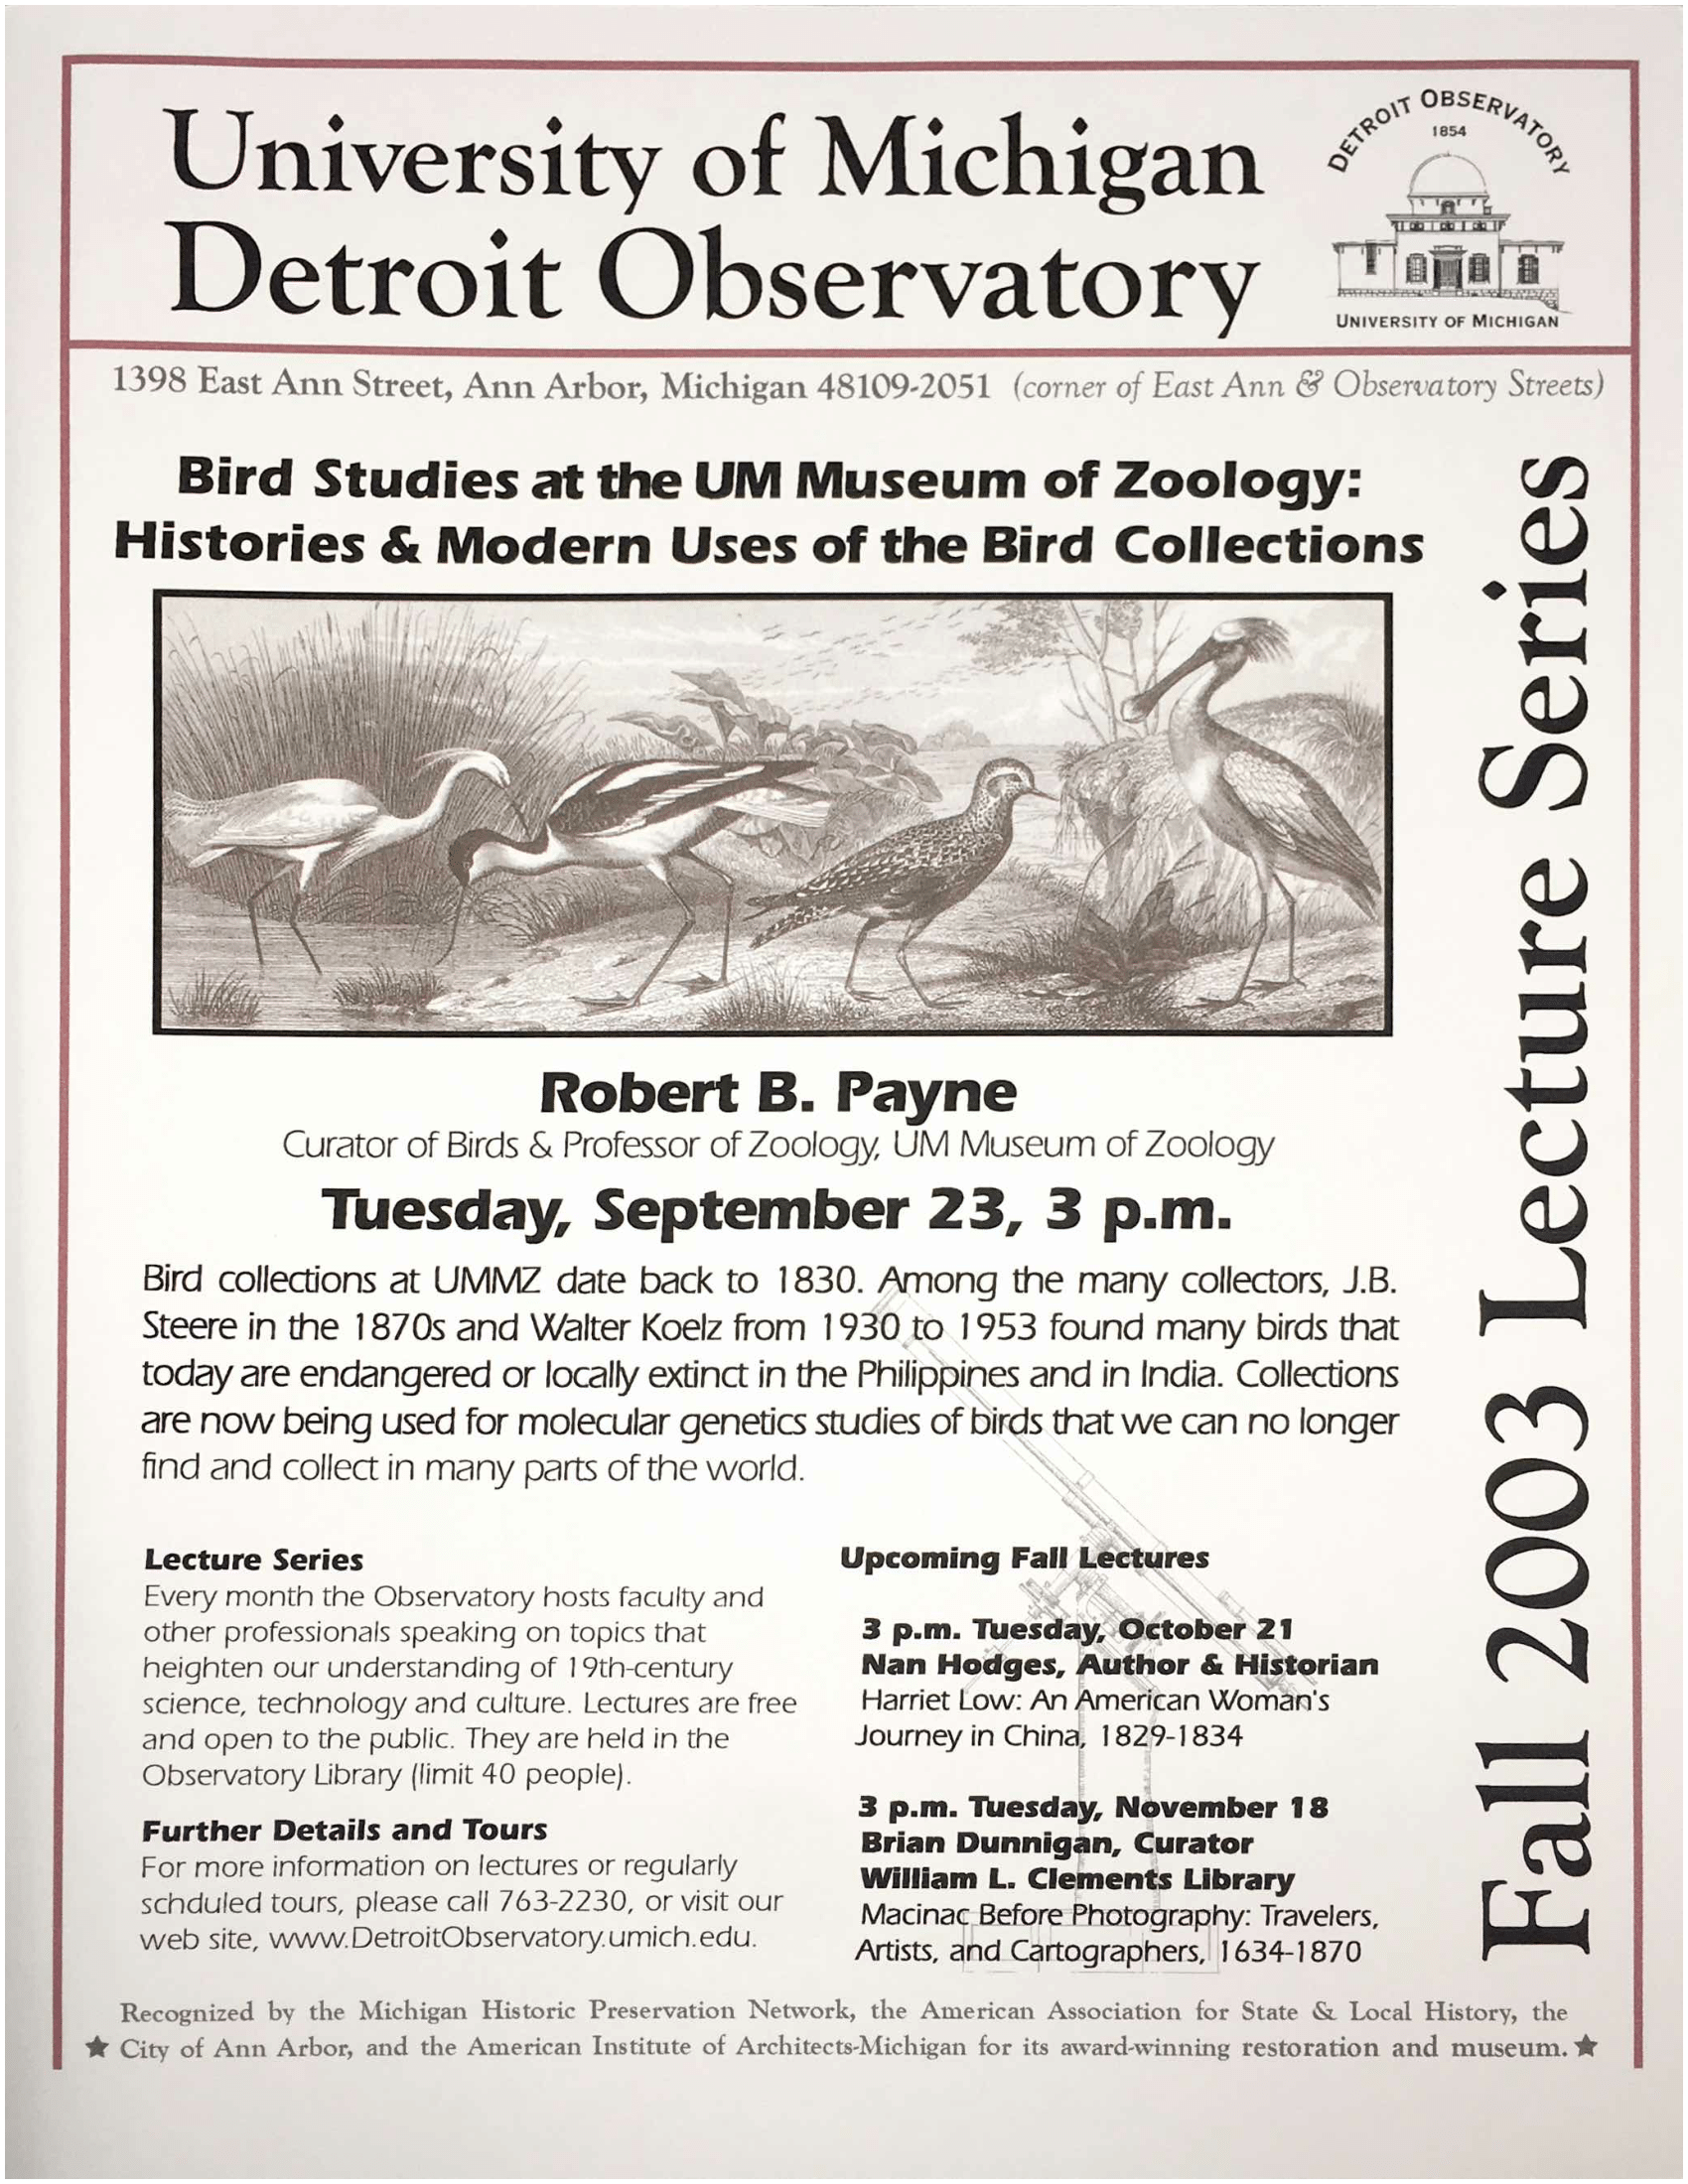 University of Michigan
Detroit Observatory
DETROIT OBSERVATORY
1854
UNIVERSITY OF MICHIGAN
1398 East Ann Street, Ann Arbor, Michigan 48109-2051 (corner of East Ann & Observatory Streets)
Bird Studies at the UM Museum of Zoology:
Histories & Modern Uses of the Bird Collections
Robert B. Payne
Curator of Birds & Professor of Zoology, UM Museum of Zoology
Tuesday, September 23, 3 p.m.
Bird collections at UMMZ date back to 1830. Among the many collectors, J.B.
Steere in the 1870s and Walter Koelz from 1930 to 1953 found many birds that
today are endangered or locally extinct in the Philippines and in India. Collections
are now being used for molecular genetics studies of birds that we can no longer
find and collect in many parts of the world.
Lecture Series
Every month the Observatory hosts faculty and
other professionals speaking on topics that
heighten our understanding of 19th-century
science, technology and culture. Lectures are free
and open to the public. They are held in the
Observatory Library (limit 40 people).
Further Details and Tours
For more information on lectures or regularly
schduled tours, please call 763-2230, or visit our
web site, www.DetroitObservatory.umich.edu.
Upcoming Fall Lectures
3 p.m. Tuesday, October 21
Nan Hodges, Author & Historian
Harriet Low: An American Woman's
Journey in China, 1829-1834
3 p.m. Tuesday, November 18
Brian Dunnigan, Curator
William L. Clements Library
Macinac Before Photography: Travelers,
Artists, and Cartographers, 1634-1870
Fall 2003 Lecture Series
Recognized by the Michigan Historic Preservation Network, the American Association for State & Local History, the
★ City of Ann Arbor, and the American Institute of Architects-Michigan for its award-winning restoration and museum. ★